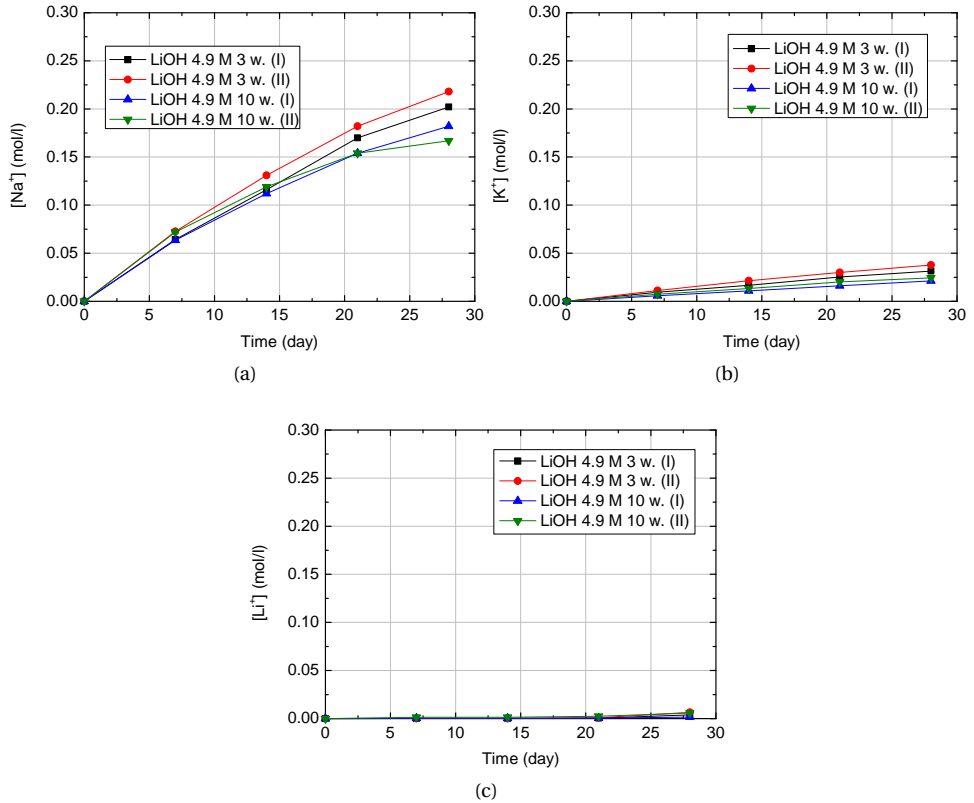 0.30
0.25
0.20
0.15
0.10
0.05
0.00
[Na⁺] (mol/l)
LiOH 4.9 M 3 w. (I)
LiOH 4.9 M 3 w. (II)
LiOH 4.9 M 10 w. (I)
LiOH 4.9 M 10 w. (II)
0 5 10 15 20 25 30
Time (day)
(a)
0.30
0.25
0.20
0.15
0.10
0.05
0.00
[K⁺] (mol/l)
LiOH 4.9 M 3 w. (I)
LiOH 4.9 M 3 w. (II)
LiOH 4.9 M 10 w. (I)
LiOH 4.9 M 10 w. (II)
0 5 10 15 20 25 30
Time (day)
(b)
0.30
0.25
0.20
0.15
0.10
0.05
0.00
[Li⁺] (mol/l)
LiOH 4.9 M 3 w. (I)
LiOH 4.9 M 3 w. (II)
LiOH 4.9 M 10 w. (I)
LiOH 4.9 M 10 w. (II)
0 5 10 15 20 25 30
Time (day)
(c)